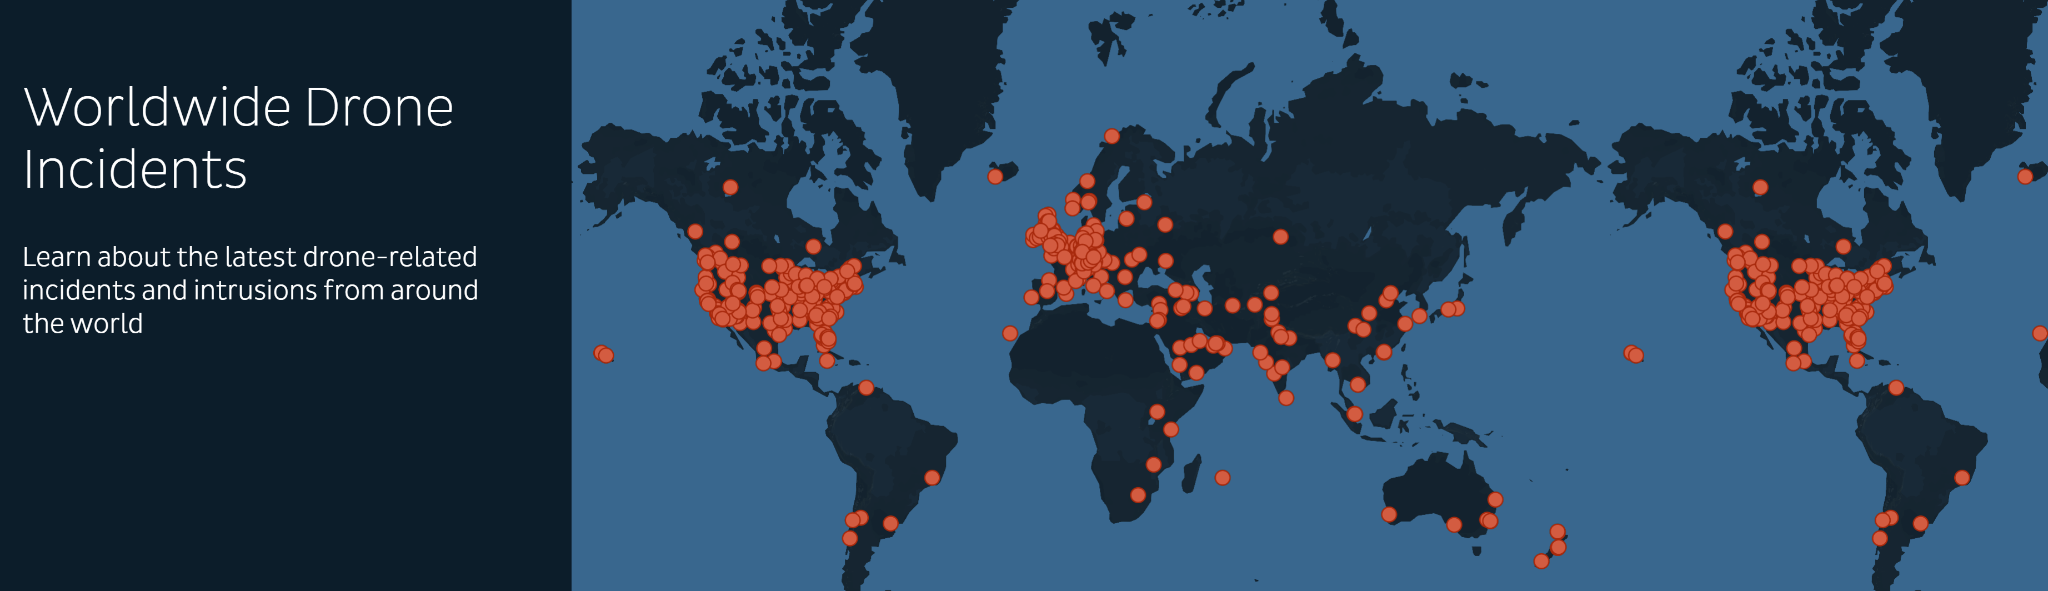 Worldwide Drone
Incidents
Learn about the latest drone-related
incidents and intrusions from around
the world